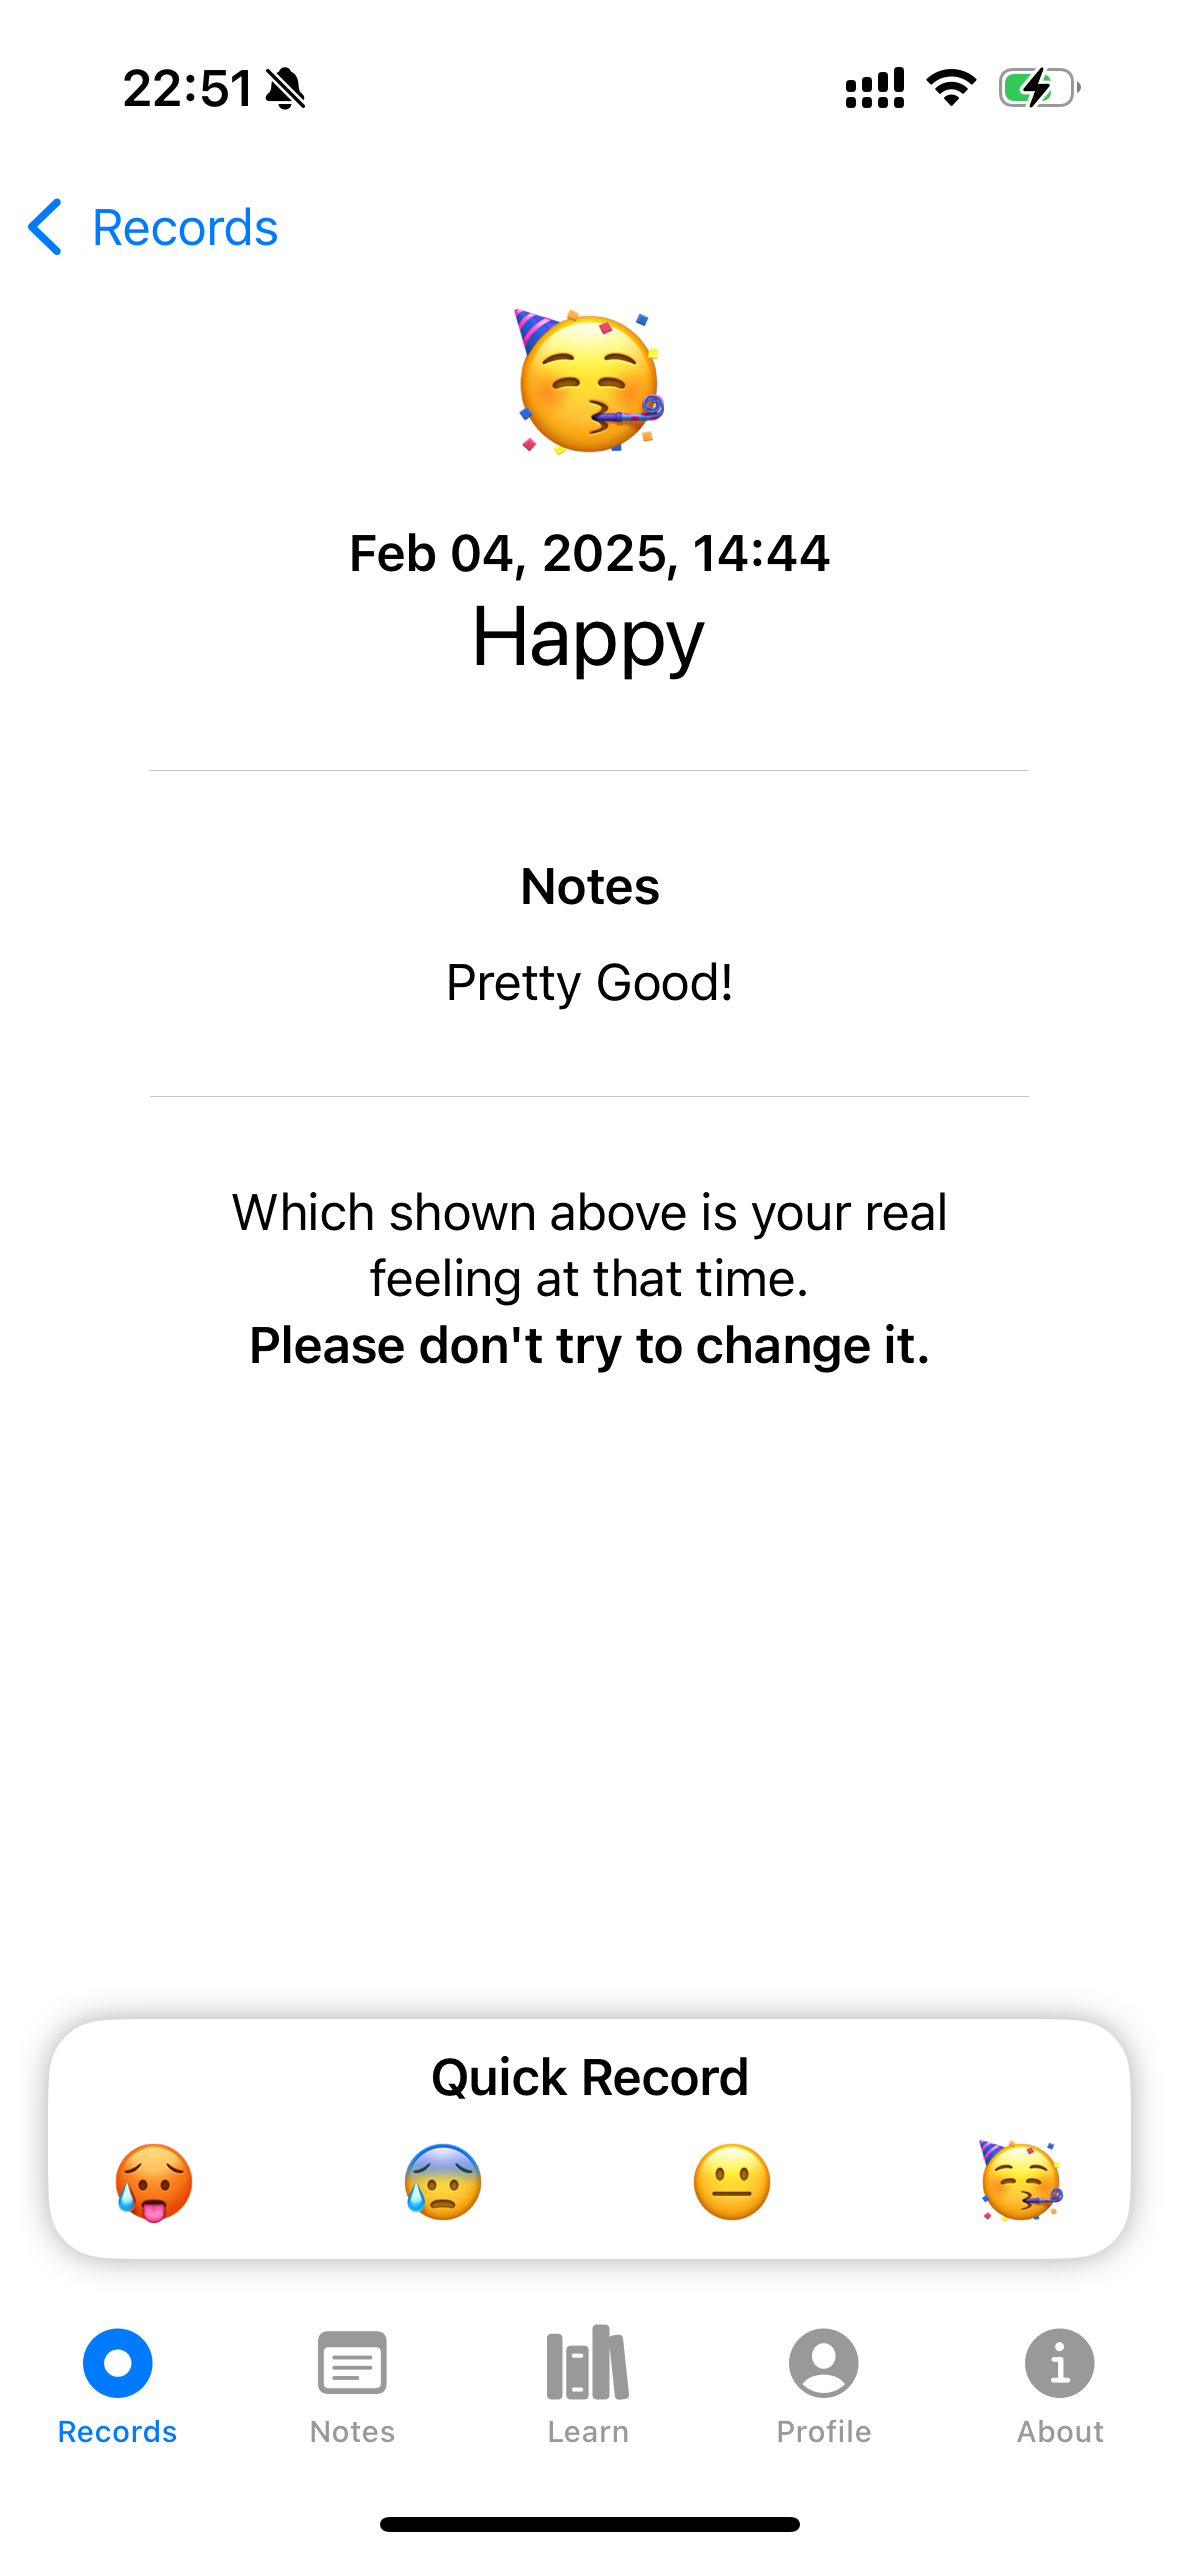 22:51
Records
Feb 04, 2025, 14:44
Happy
Notes
Pretty Good!
Which shown above is your real
feeling at that time.
Please don't try to change it.
Quick Record
Records
Notes
Learn
Profile
About